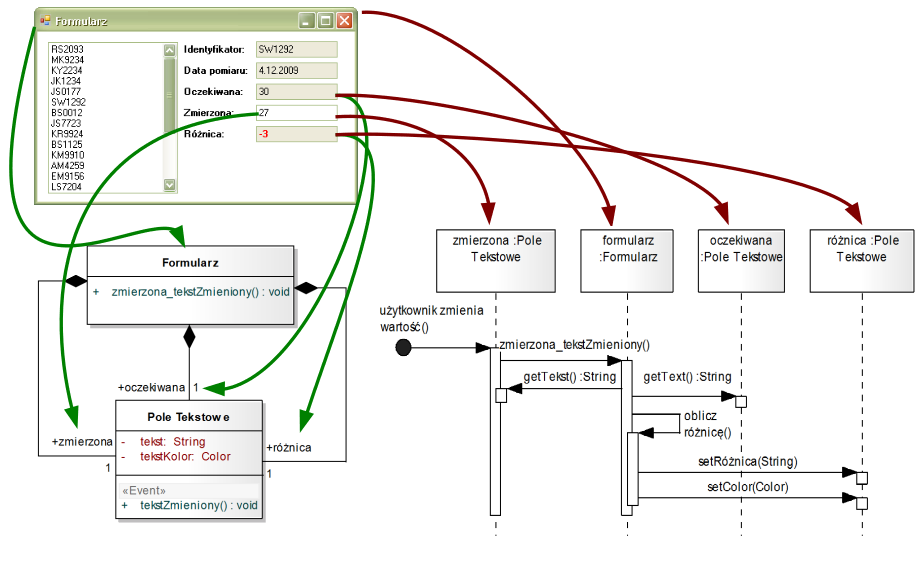 Formularz
RS2093
MK9234
KY2234
JK1234
JS0177
SW1292
BS0012
JS7723
KR9924
BS1125
KM9910
AM4259
EM9156
LS7204
Identyfikator: SW1292
Data pomiaru: 4.12.2009
Oczekiwana: 30
Zmierzona: 27
Różnica: -3
zmierzona :Pole
Tekstowe
formularz
:Formularz
oczekiwana
:Pole Tekstowe
różnica :Pole
Tekstowe
Formularz
+ zmierzona_tekstZmieniony() : void
użytkownik zmienia
wartość()
zmierzona_tekstZmieniony()
getTekst() :String
getText() :String
oblicz
różnicę()
setRóżnica(String)
setColor(Color)
+oczekiwana
1
Pole Tekstowe
- tekst: String
- tekstKolor: Color
«Event»
+ tekstZmieniony() : void
+zmierzona
1
+różnica
1